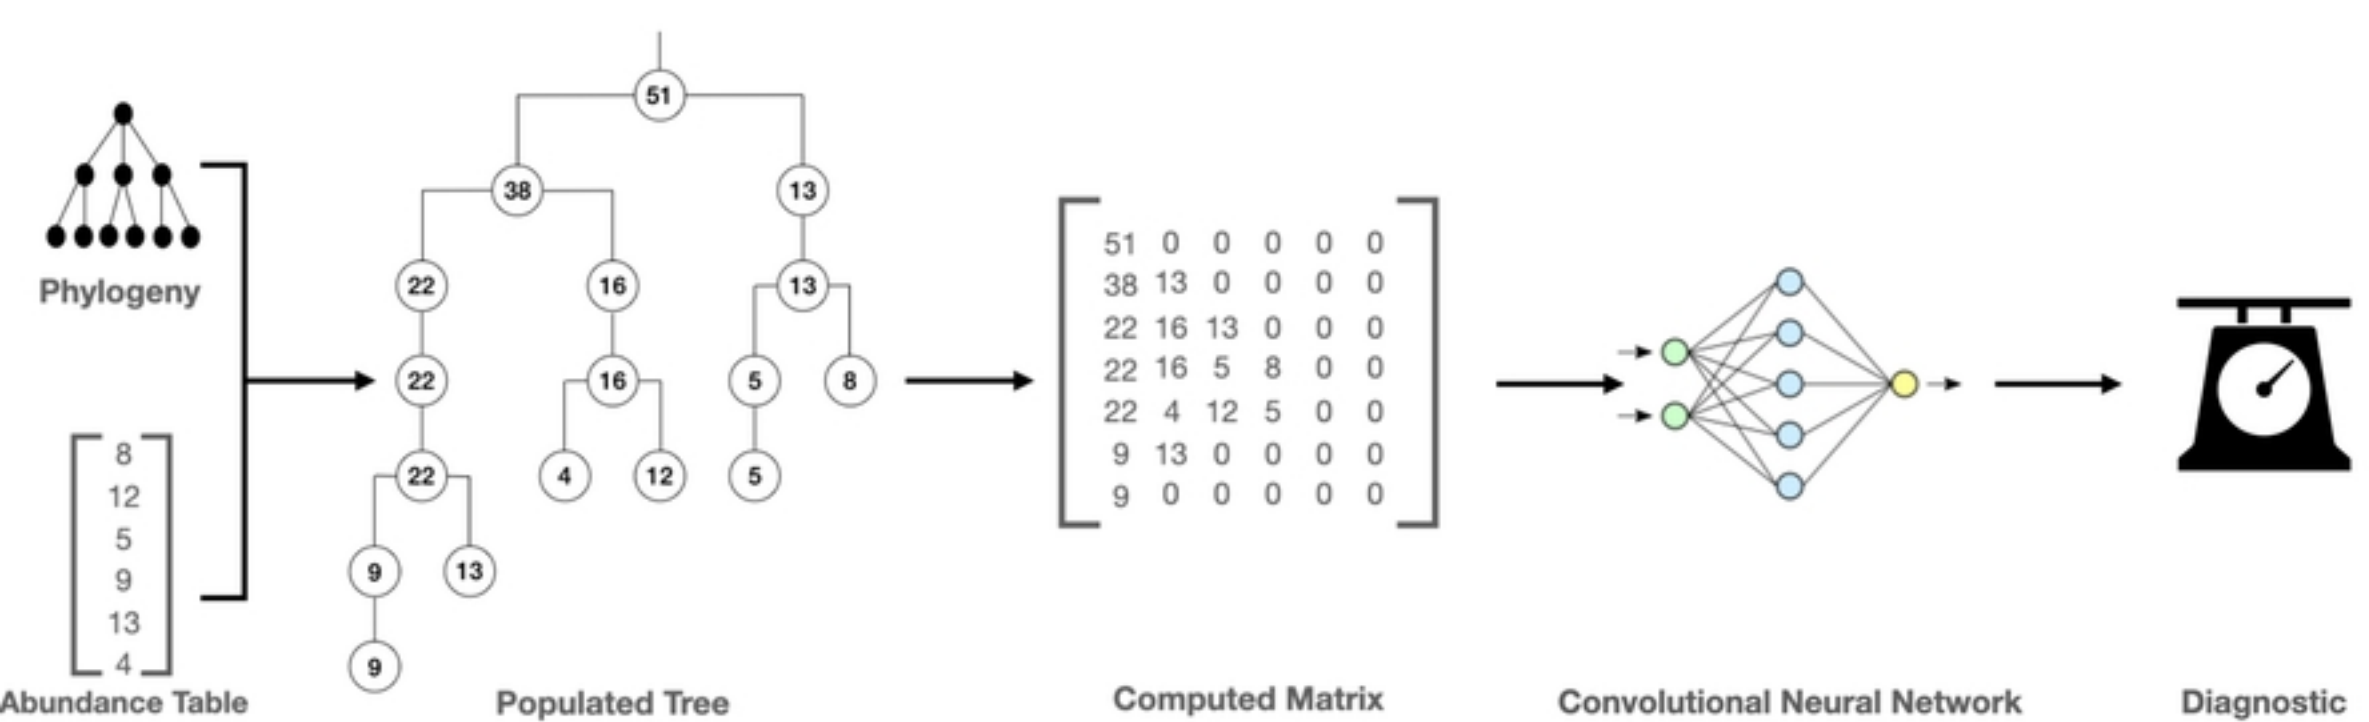 Phylogeny
8
12
5
9
13
4
Abundance Table
51
38 13
22 16 13
22 16 5 8
22 4 12 5
9 13
9
Populated Tree
51 0 0 0 0 0
38 13 0 0 0 0
22 16 13 0 0 0
22 16 5 8 0 0
22 4 12 5 0 0
9 13 0 0 0 0
9 0 0 0 0 0
Computed Matrix
Convolutional Neural Network
Diagnostic